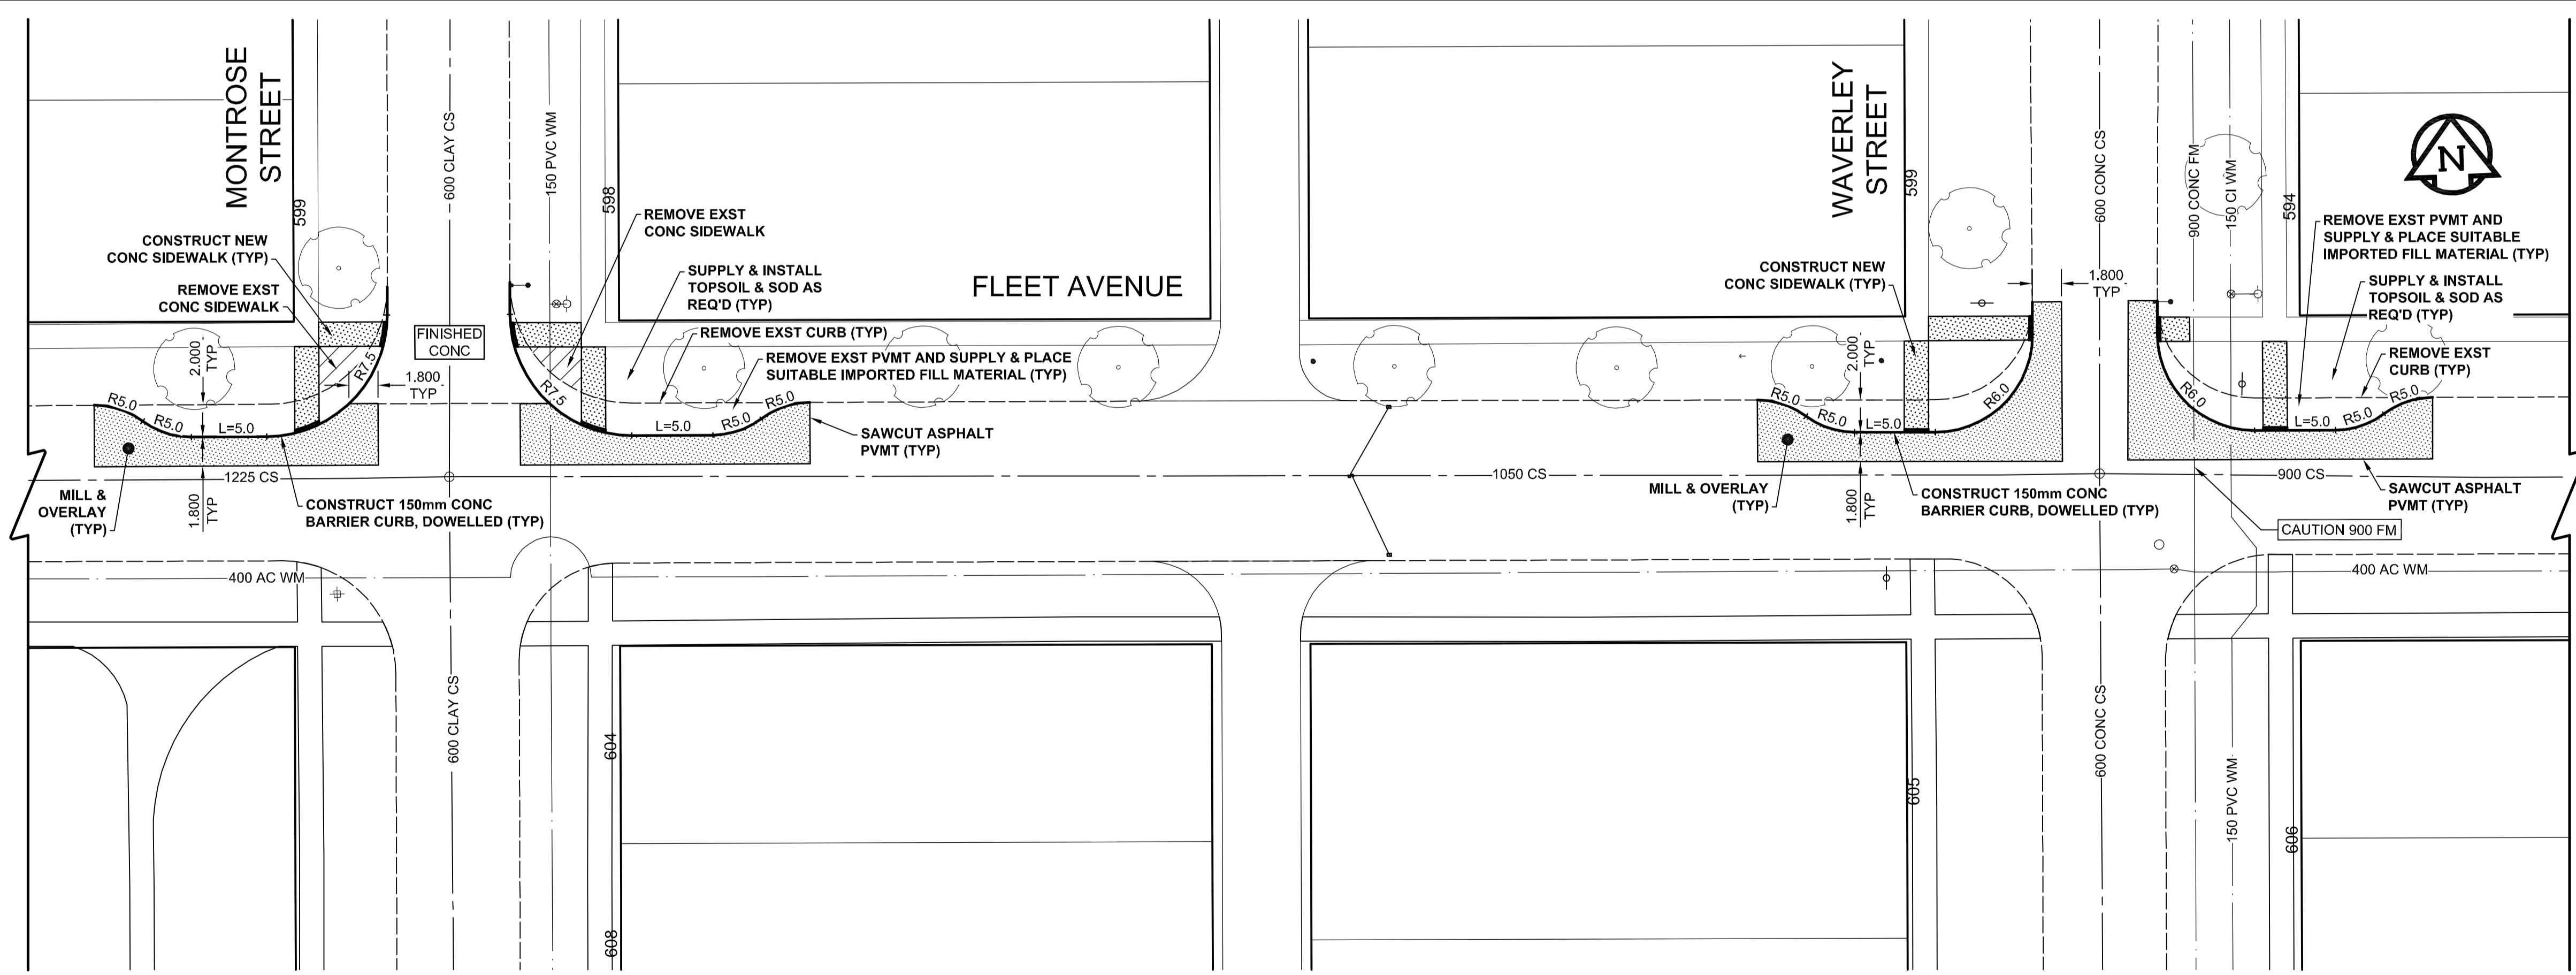 MONTROSE
STREET
599
600 CLAY CS
150 PVC WM
598
CONSTRUCT NEW
CONC SIDEWALK (TYP)
REMOVE EXST
CONC SIDEWALK
REMOVE EXST
CONC SIDEWALK
SUPPLY & INSTALL
TOPSOIL & SOD AS
REQ'D (TYP)
FLEET AVENUE
FINISHED
CONC
REMOVE EXST CURB (TYP)
REMOVE EXST PVMT AND SUPPLY & PLACE
SUITABLE IMPORTED FILL MATERIAL (TYP)
2.000
TYP
R7.5
1.800
TYP
R7.5
R5.0
R5.0
L=5.0
L=5.0
R5.0
R5.0
SAWCUT ASPHALT
PVMT (TYP)
1225 CS
MILL &
OVERLAY
(TYP)
1.800
TYP
CONSTRUCT 150mm CONC
BARRIER CURB, DOWELLED (TYP)
400 AC WM
600 CLAY CS
604
608
WAVERLEY
STREET
599
600 CONC CS
900 CONC FM
150 CI WM
594
N
REMOVE EXST PVMT AND
SUPPLY & PLACE SUITABLE
IMPORTED FILL MATERIAL (TYP)
CONSTRUCT NEW
CONC SIDEWALK (TYP)
1.800
TYP
SUPPLY & INSTALL
TOPSOIL & SOD AS
REQ'D (TYP)
REMOVE EXST
CURB (TYP)
2.000
TYP
R5.0
R5.0
L=5.0
R6.0
R6.0
L=5.0
R5.0
R5.0
1050 CS
900 CS
MILL & OVERLAY
(TYP)
1.800
TYP
CONSTRUCT 150mm CONC
BARRIER CURB, DOWELLED (TYP)
SAWCUT ASPHALT
PVMT (TYP)
CAUTION 900 FM
400 AC WM
600 CONC CS
150 PVC WM
605
606